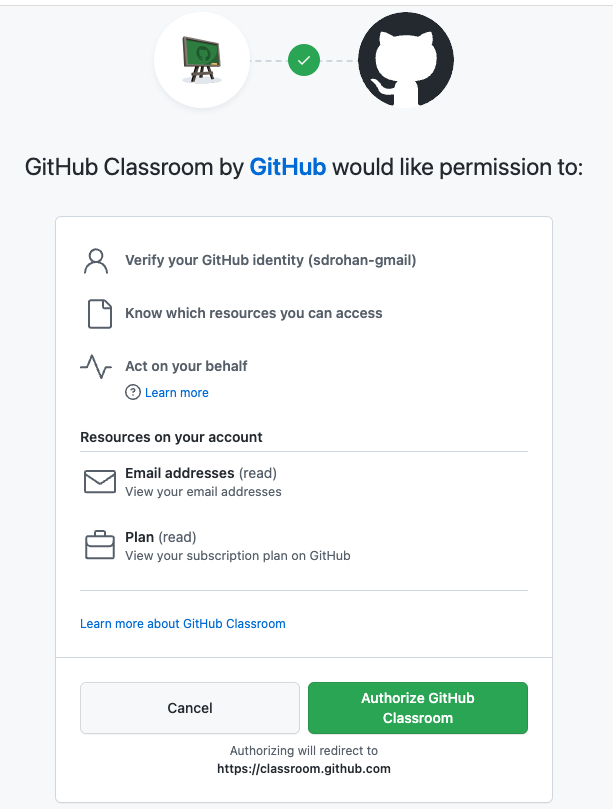 GitHub Classroom by GitHub would like permission to:
Verify your GitHub identity (sdrohan-gmail)
Know which resources you can access
Act on your behalf
Learn more
Resources on your account
Email addresses (read)
View your email addresses
Plan (read)
View your subscription plan on GitHub
Learn more about GitHub Classroom
Cancel
Authorize GitHub
Classroom
Authorizing will redirect to
https://classroom.github.com